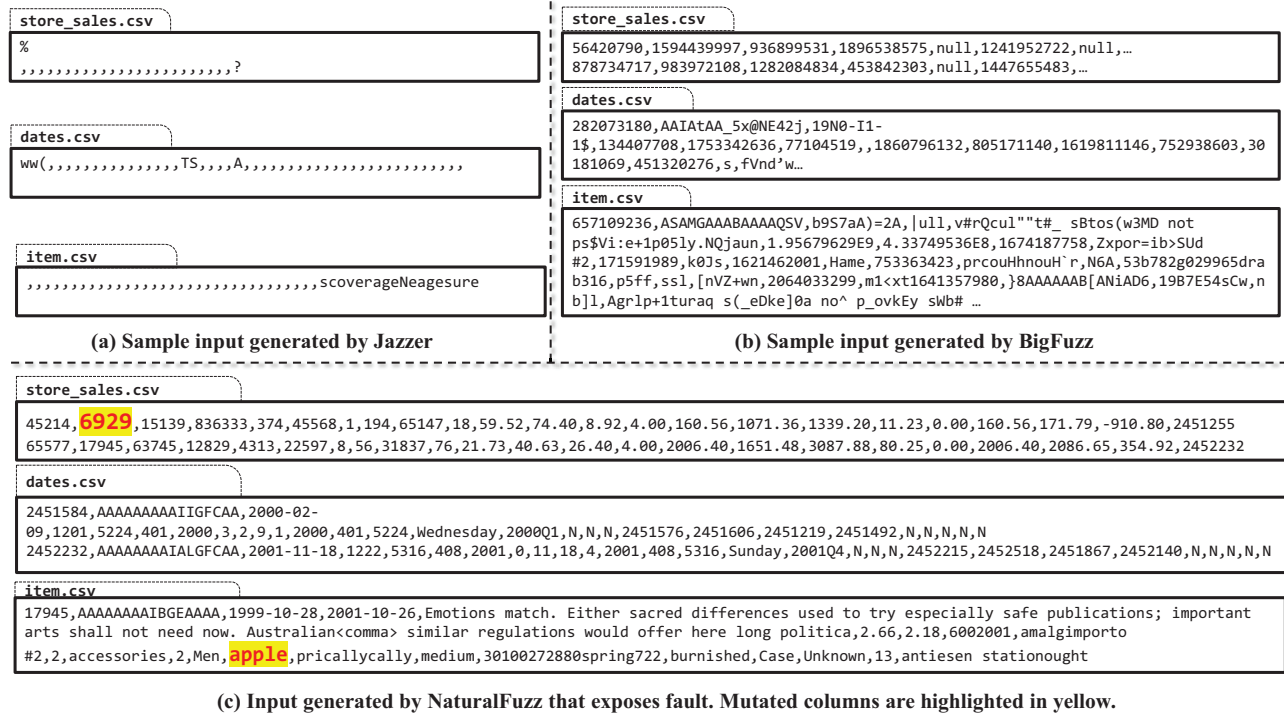 store_sales.csv
%
,,,,,,,,,,,,,,,,,,,,,,,,?
dates.csv
ww(,,,,,,,,,,,,,,,TS,,,,A,,,,,,,,,,,,,,,,,,,,,,,,,
item.csv
,,,,,,,,,,,,,,,,,,,,,,,,,,,,,,,,,scoverageNeagesure
(a) Sample input generated by Jazzer
store_sales.csv
56420790,1594439997,936899531,1896538575,null,1241952722,null,…
878734717,983972108,1282084834,453842303,null,1447655483,…
dates.csv
282073180,AAIAtAA_5x@NE42j,19N0-I1-
1$,134407708,1753342636,77104519,,1860796132,805171140,1619811146,752938603,30
181069,451320276,s,fVnd’w…
item.csv
657109236,ASAMGAAABAAAAQSV,b9S7aA)=2A,|ull,v#rQcul""t#_ sBtos(w3MD not
ps$Vi:e+1p05ly.NQjaun,1.95679629E9,4.33749536E8,1674187758,Zxpor=ib>SUd
#2,171591989,k0Js,1621462001,Hame,753363423,prcouHhnouH`r,N6A,53b782g029965dra
b316,p5ff,ssl,[nVZ+wn,2064033299,m1<xt1641357980,}8AAAAAAB[ANiAD6,19B7E54sCw,n
b]l,Agrlp+1turaq s(_eDke]0a no^ p_ovkEy sWb# …
(b) Sample input generated by BigFuzz
store_sales.csv
45214,6929,15139,836333,374,45568,1,194,65147,18,59.52,74.40,8.92,4.00,160.56,1071.36,1339.20,11.23,0.00,160.56,171.79,-910.80,2451255
65577,17945,63745,12829,4313,22597,8,56,31837,76,21.73,40.63,26.40,4.00,2006.40,1651.48,3087.88,80.25,0.00,2006.40,2086.65,354.92,2452232
dates.csv
2451584,AAAAAAAAAIIGFCAA,2000-02-
09,1201,5224,401,2000,3,2,9,1,2000,401,5224,Wednesday,2000Q1,N,N,N,2451576,2451606,2451219,2451492,N,N,N,N,N
2452232,AAAAAAAAIALGFCAA,2001-11-18,1222,5316,408,2001,0,11,18,4,2001,408,5316,Sunday,2001Q4,N,N,N,2452215,2452518,2451867,2452140,N,N,N,N,N
item.csv
17945,AAAAAAAAIBGEAAAA,1999-10-28,2001-10-26,Emotions match. Either sacred differences used to try especially safe publications; important
arts shall not need now. Australian<comma> similar regulations would offer here long politica,2.66,2.18,6002001,amalgimporto
#2,2,accessories,2,Men,apple,pricallycally,medium,30100272880spring722,burnished,Case,Unknown,13,antiesen stationought
(c) Input generated by NaturalFuzz that exposes fault. Mutated columns are highlighted in yellow.